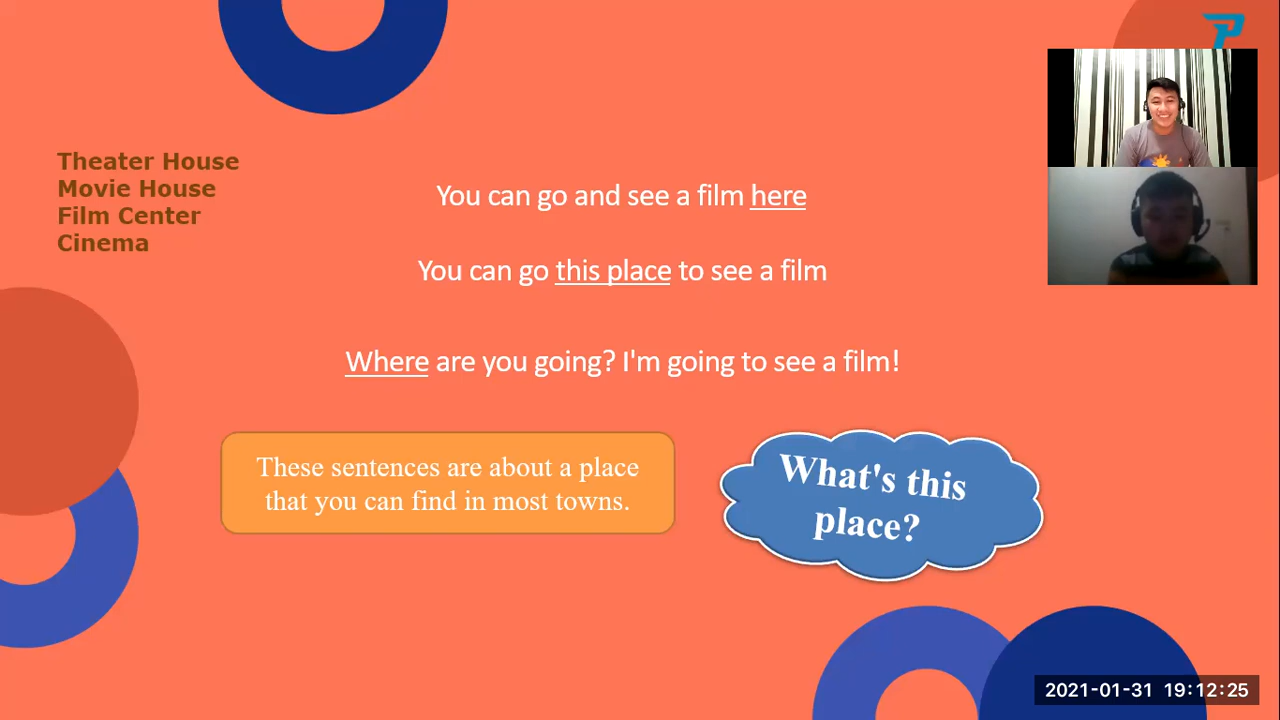 Theater House
Movie House
Film Center
Cinema
You can go and see a film here
You can go this place to see a film
Where are you going? I'm going to see a film!
These sentences are about a place
that you can find in most towns.
What's this
place?
2021-01-31 19:12:25